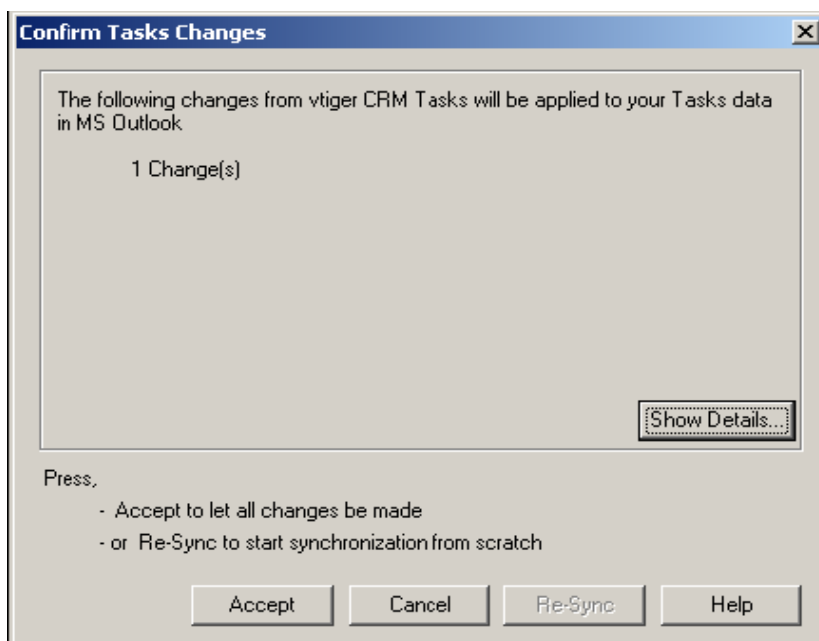 Confirm Tasks Changes
The following changes from vtiger CRM Tasks will be applied to your Tasks data
in MS Outlook
1 Change(s)
Show Details...
Press,
- Accept to let all changes be made
- or Re-Sync to start synchronization from scratch
Accept Cancel Re-Sync Help